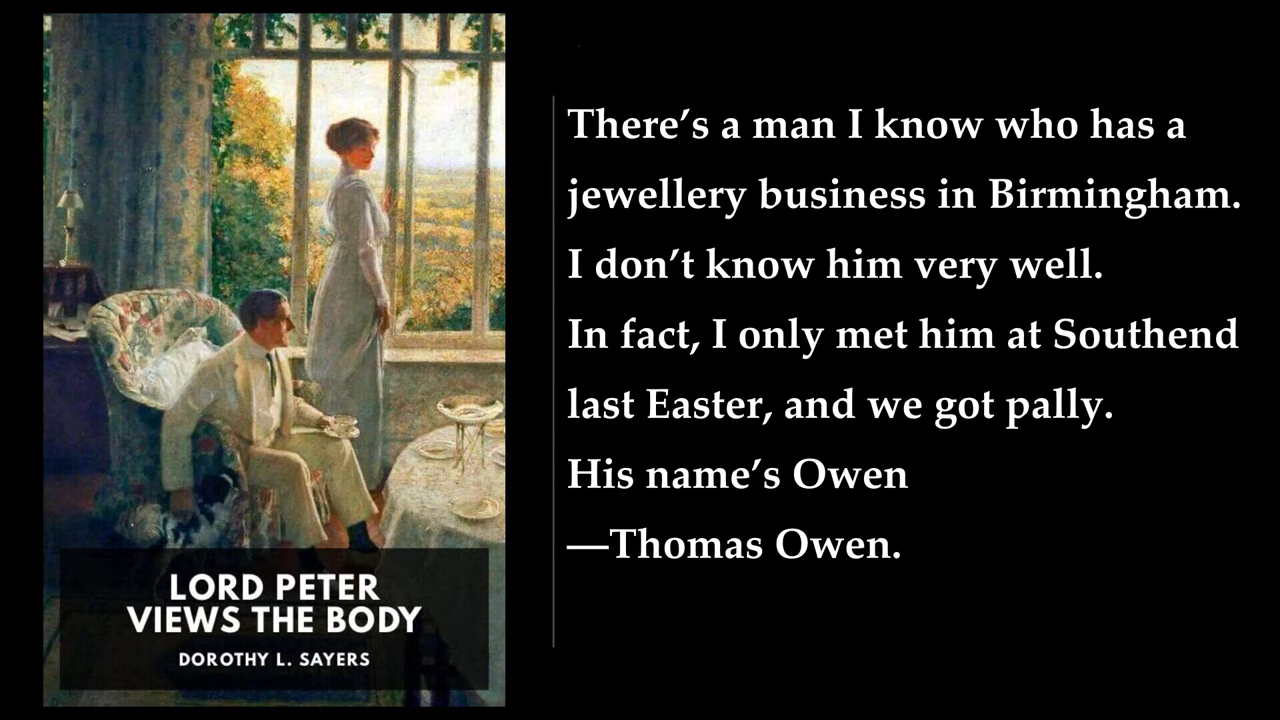 LORD PETER
VIEWS THE BODY
DOROTHY L. SAYERS
There’s a man I know who has a
jewellery business in Birmingham.
I don’t know him very well.
In fact, I only met him at Southend
last Easter, and we got pally.
His name’s Owen
—Thomas Owen.